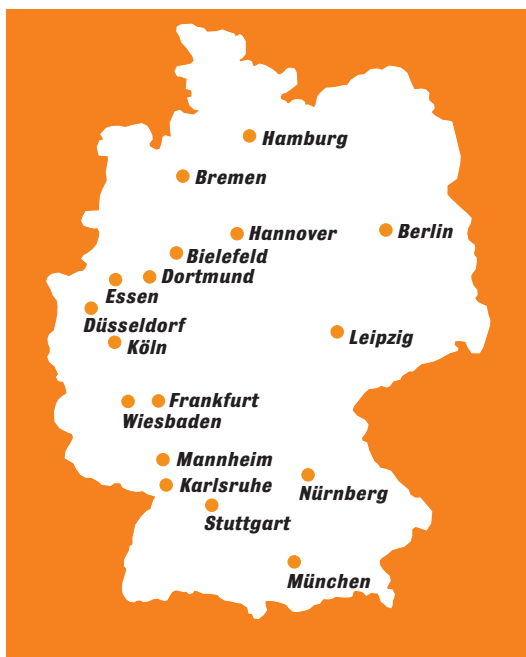 Hamburg
Bremen
Hannover
Berlin
Bielefeld
Dortmund
Essen
Düsseldorf
Köln
Leipzig
Frankfurt
Wiesbaden
Mannheim
Karlsruhe
Nürnberg
Stuttgart
München